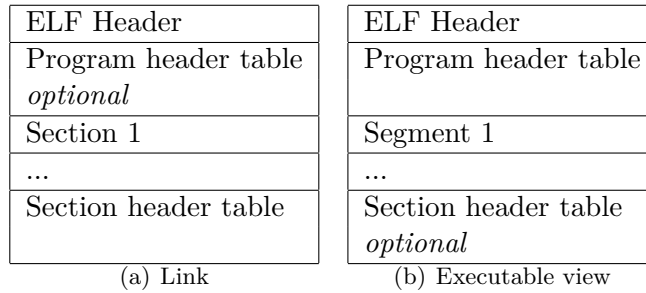 ELF Header
Program header table
optional
Section 1
...
Section header table
(a) Link
ELF Header
Program header table
Segment 1
...
Section header table
optional
(b) Executable view